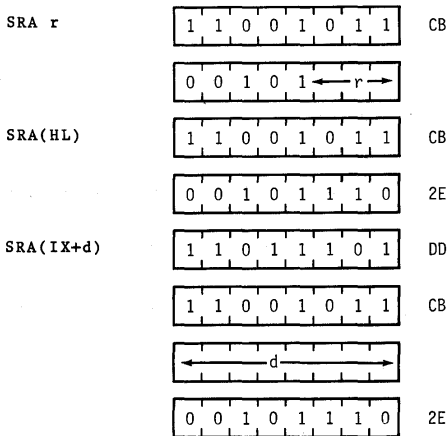 SRA r 1 1 0 0 1 0 1 1 CB
0 0 1 0 1 r
SRA(HL) 1 1 0 0 1 0 1 1 CB
0 0 1 0 1 1 1 0 2E
SRA(IX+d) 1 1 0 1 1 1 0 1 DD
1 1 0 0 1 0 1 1 CB
d
0 0 1 0 1 1 1 0 2E